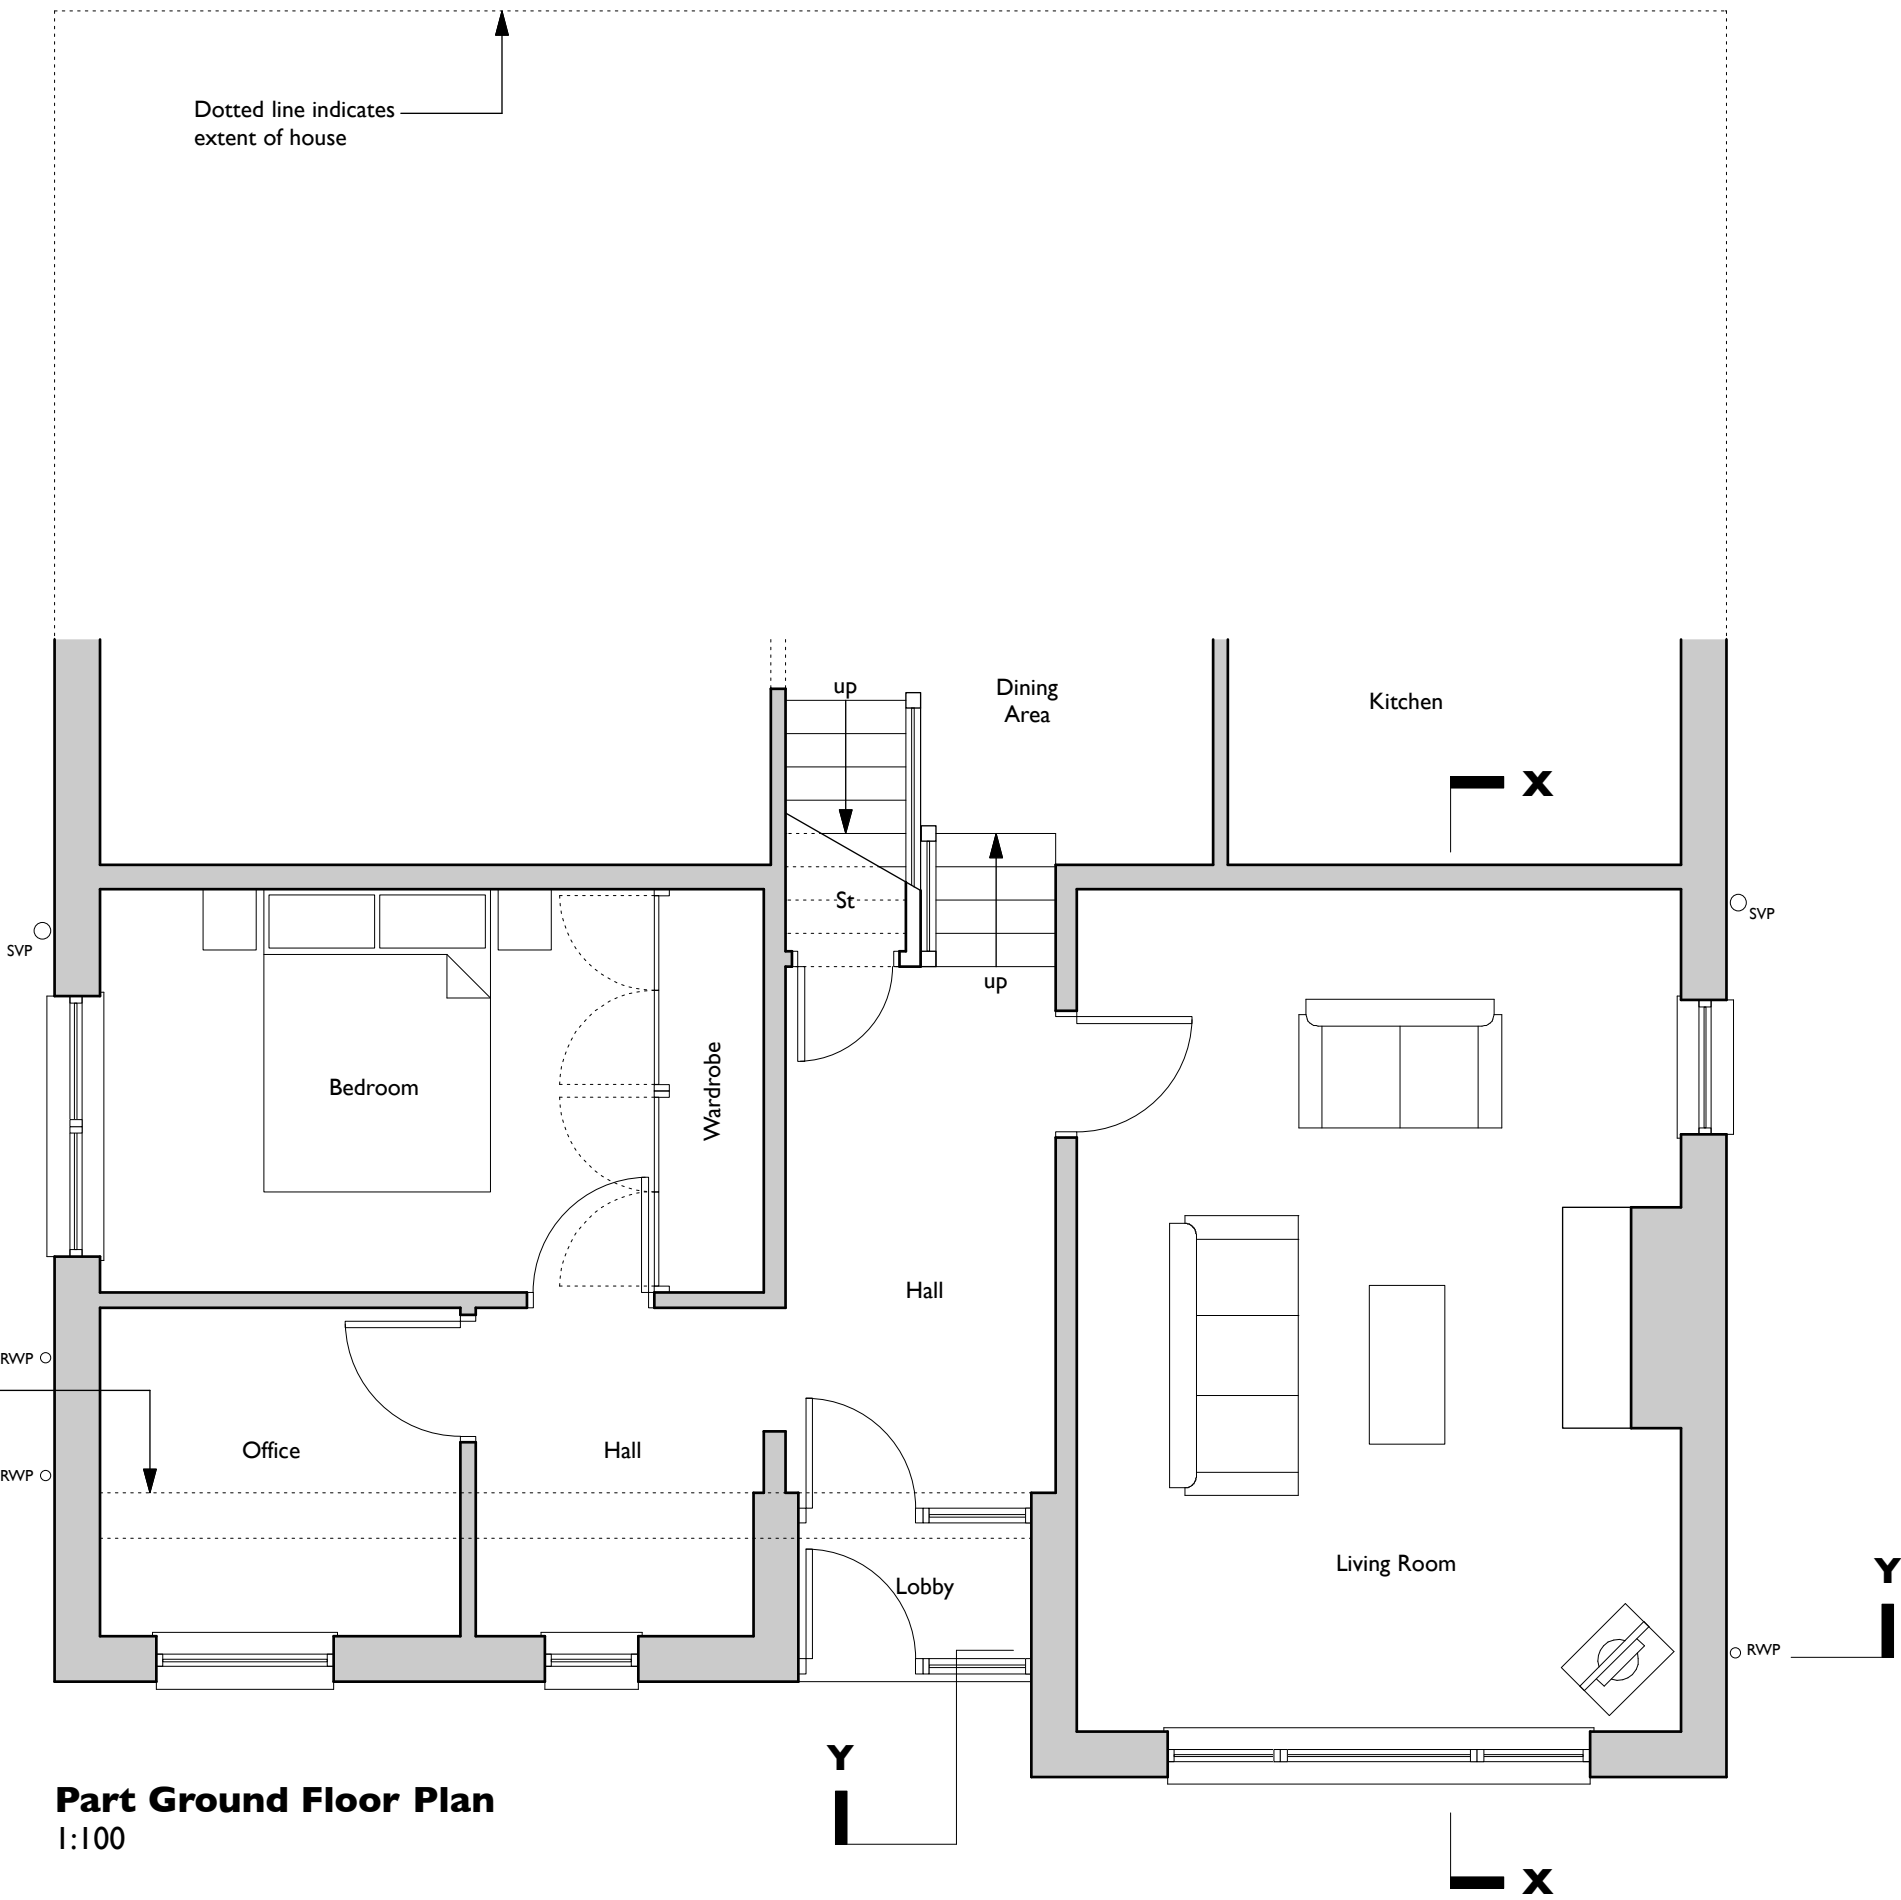 Dotted line indicates
extent of house
up
Dining
Area
Kitchen
X
St
SVP
SVP
up
Bedroom
Wardrobe
Hall
RWP
Office
Hall
RWP
Living Room
Y
Lobby
RWP
Y
Part Ground Floor Plan
1:100
X